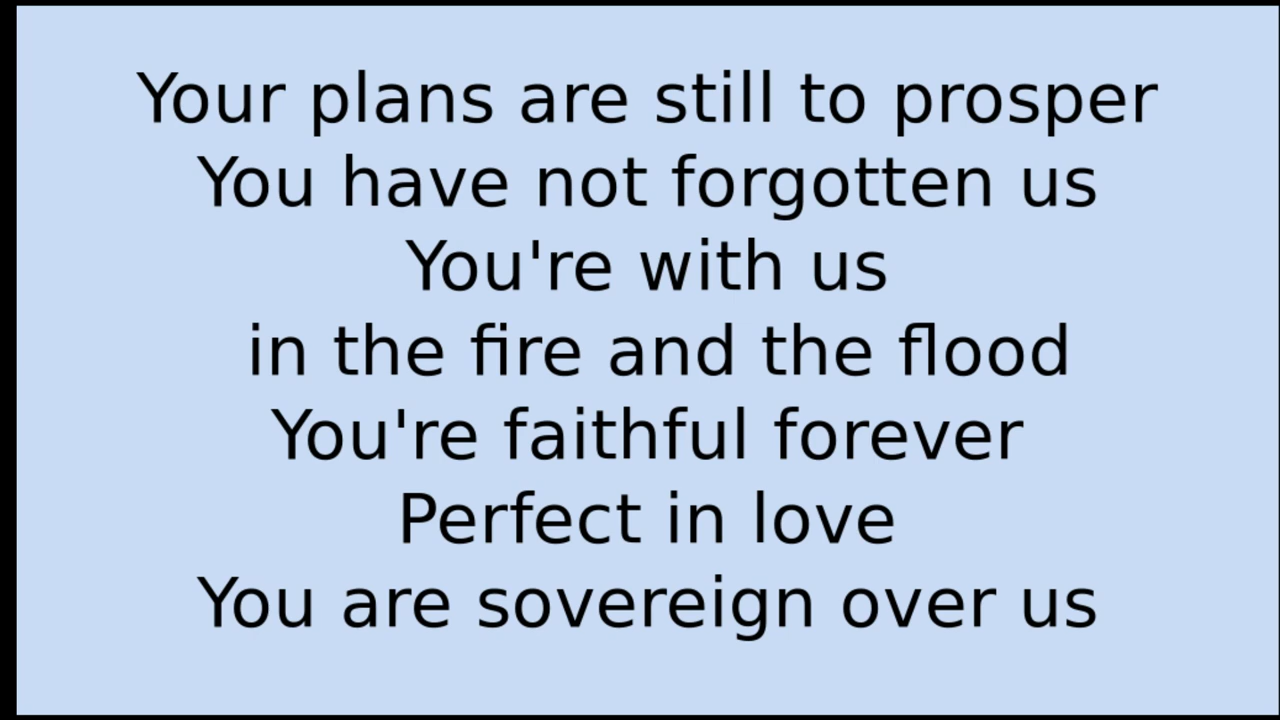 Your plans are still to prosper
You have not forgotten us
You're with us
in the fire and the flood
You're faithful forever
Perfect in love
You are sovereign over us